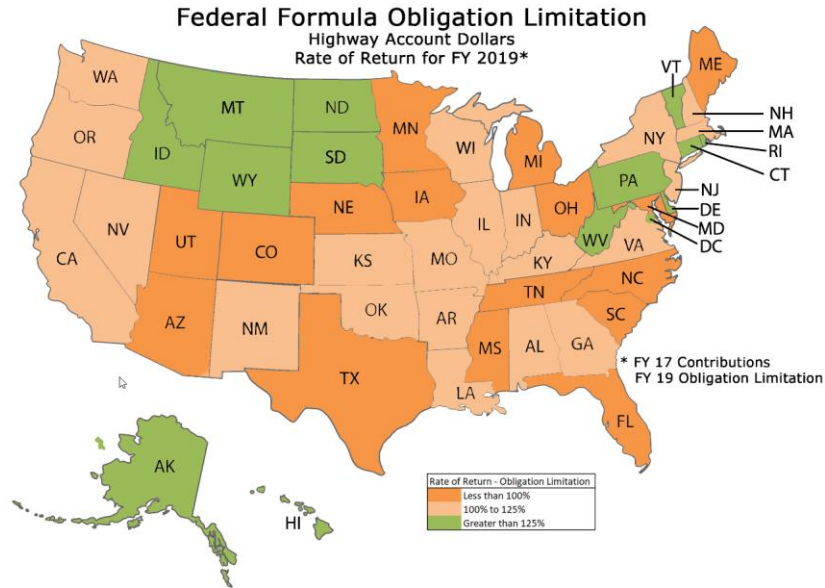 Federal Formula Obligation Limitation
Highway Account Dollars
Rate of Return for FY 2019*
WA
OR
CA
NV
ID
MT
WY
UT
CO
AZ
NM
ND
SD
NE
KS
OK
TX
MN
IA
MO
AR
LA
WI
IL
MI
IN
OH
KY
TN
MS
AL
GA
FL
SC
NC
VA
WV
PA
NY
VT
ME
NH
MA
RI
CT
NJ
DE
MD
DC
AK
HI
* FY 17 Contributions
FY 19 Obligation Limitation
Rate of Return - Obligation Limitation
Less than 100%
100% to 125%
Greater than 125%